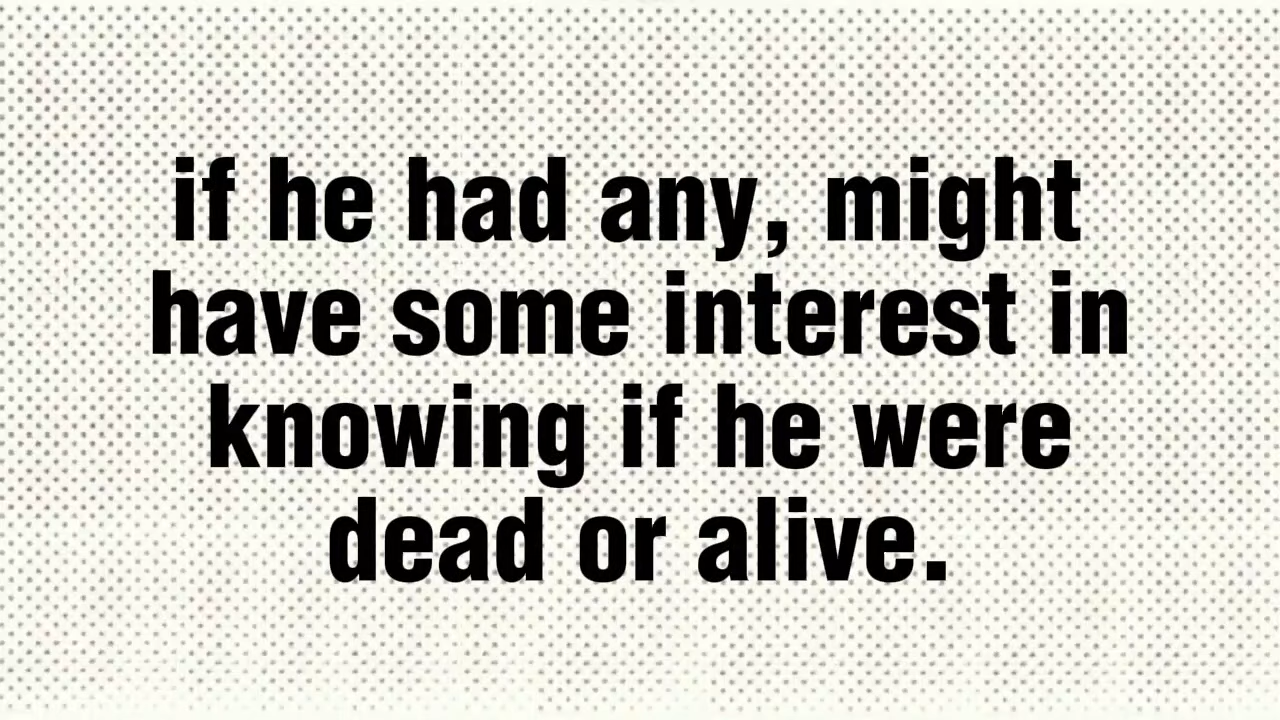 if he had any, might
have some interest in
knowing if he were
dead or alive.